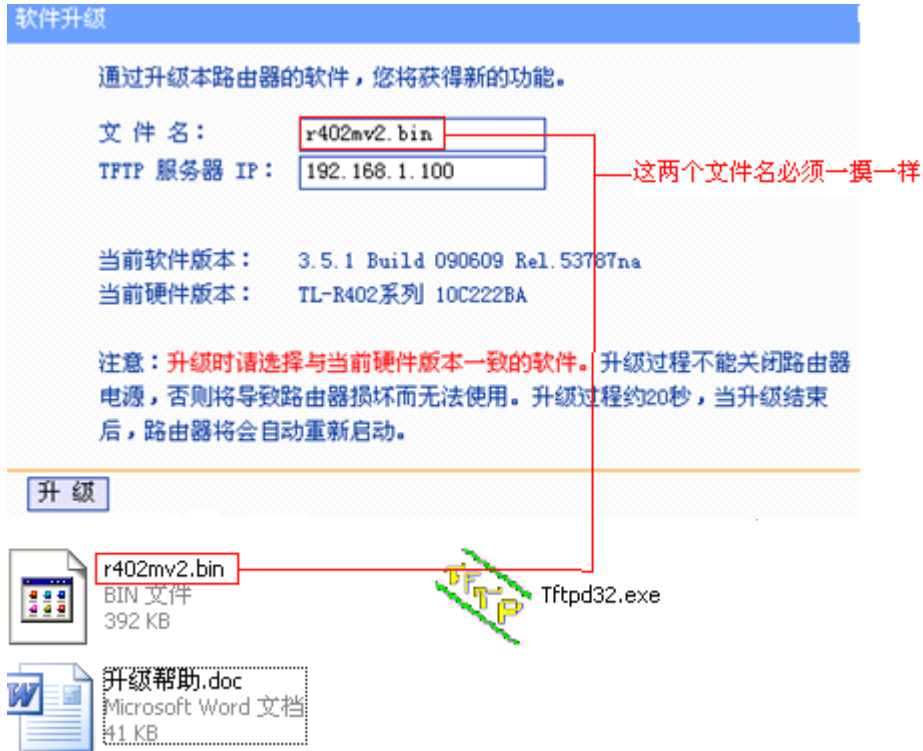 软件升级
通过升级本路由器的软件，您将获得新的功能。
文 件 名： r402mv2.bin
TFTP 服务器 IP： 192.168.1.100
这两个文件名必须一摸一样
当前软件版本： 3.5.1 Build 090609 Rel.53787na
当前硬件版本： TL-R402系列 10C222BA
注意：升级时请选择与当前硬件版本一致的软件。升级过程不能关闭路由器
电源，否则将导致路由器损坏而无法使用。升级过程约20秒，当升级结束
后，路由器将会自动重新启动。
升 级
r402mv2.bin
BIN 文件
392 KB
TFTP
Tftpd32.exe
升级帮助.doc
Microsoft Word 文档
41 KB